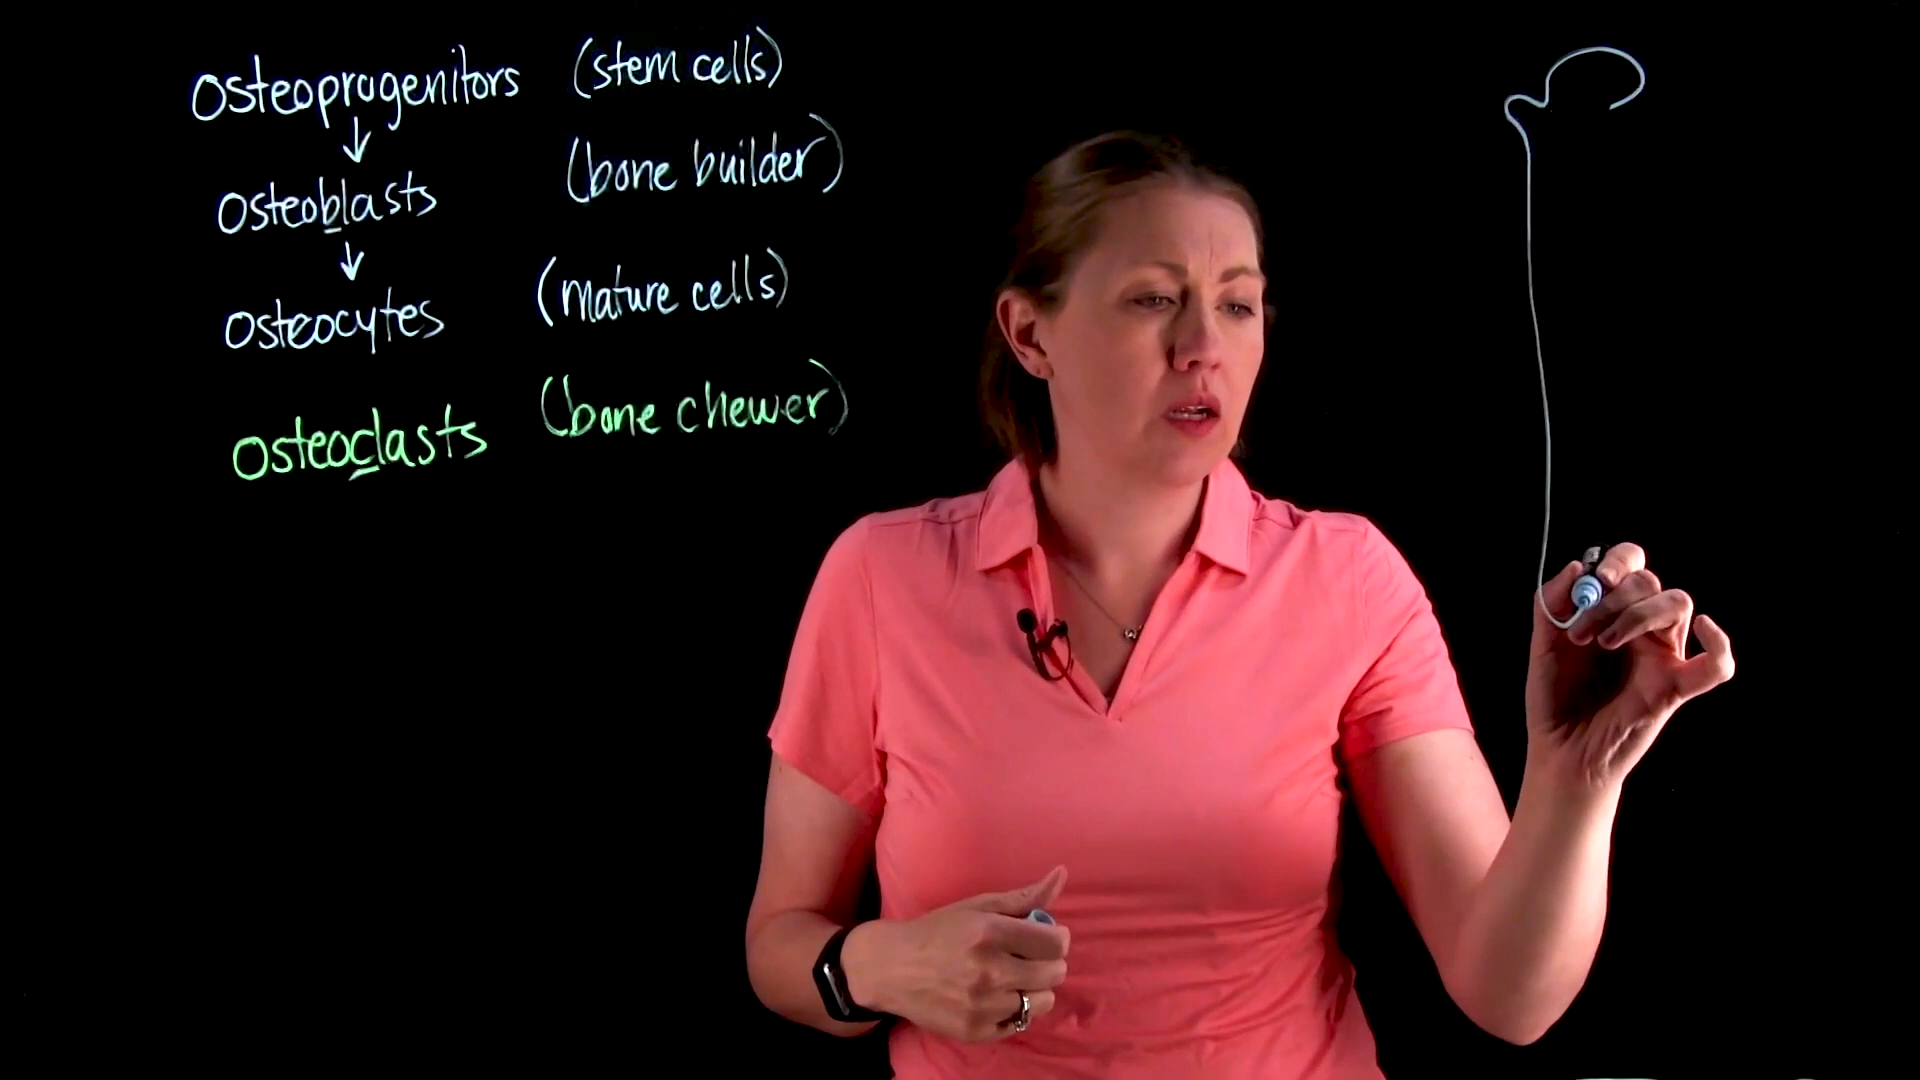 Osteoprogenitors (stem cells)
↓
Osteoblasts (bone builder)
↓
Osteocytes (mature cells)
Osteoclasts (bone chewer)